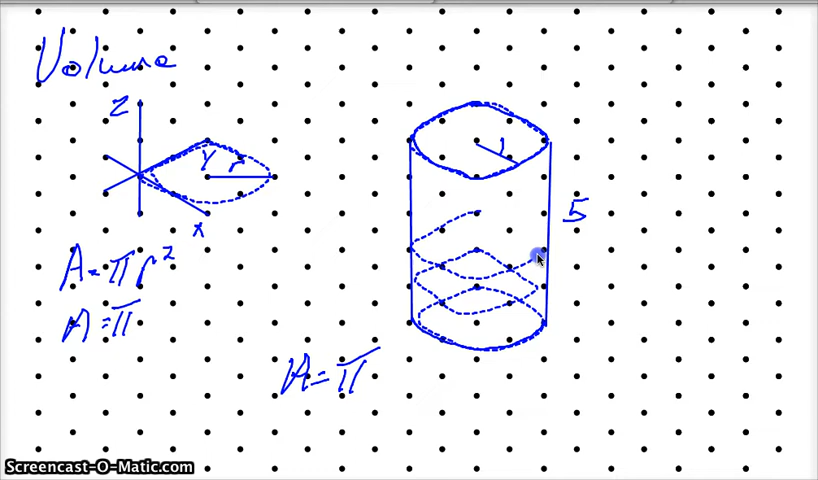 Volume
Z
Y r
x
A = πr²
A = π
1
5
A = π
Screencast-O-Matic.com